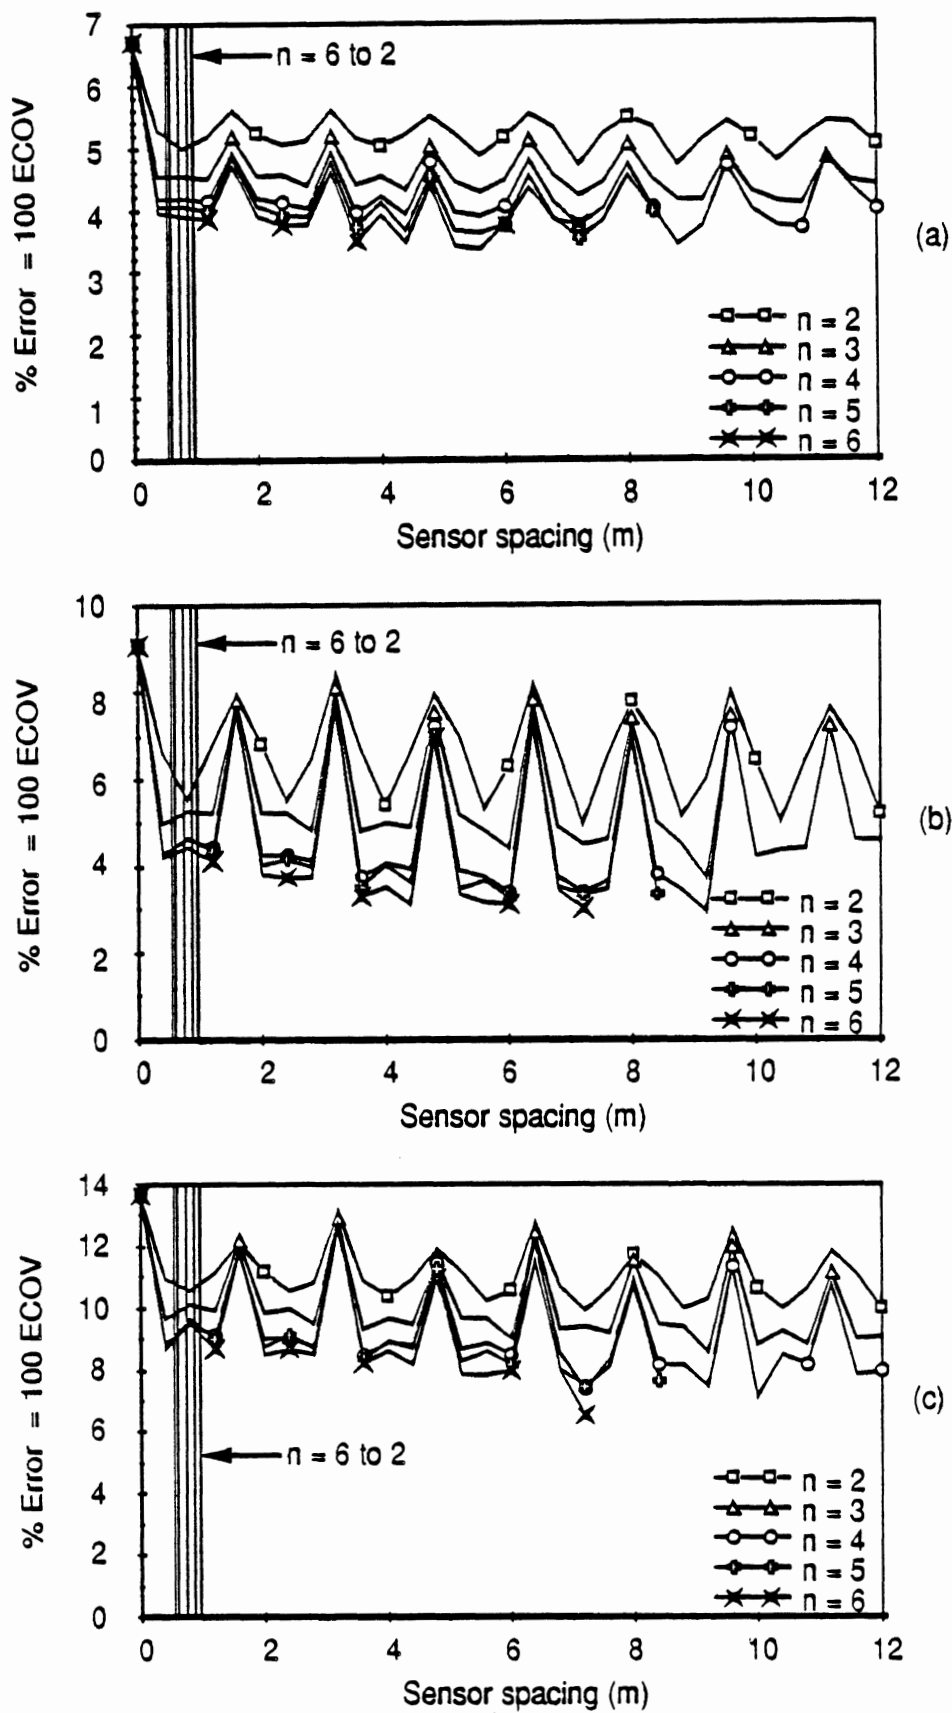 7
6
5
4
3
2
1
0
% Error = 100 ECOV
n = 6 to 2
n = 2
n = 3
n = 4
n = 5
n = 6
0 2 4 6 8 10 12
Sensor spacing (m)
(a)
10
8
6
4
2
0
% Error = 100 ECOV
n = 6 to 2
n = 2
n = 3
n = 4
n = 5
n = 6
0 2 4 6 8 10 12
Sensor spacing (m)
(b)
14
12
10
8
6
4
2
0
% Error = 100 ECOV
n = 6 to 2
n = 2
n = 3
n = 4
n = 5
n = 6
0 2 4 6 8 10 12
Sensor spacing (m)
(c)